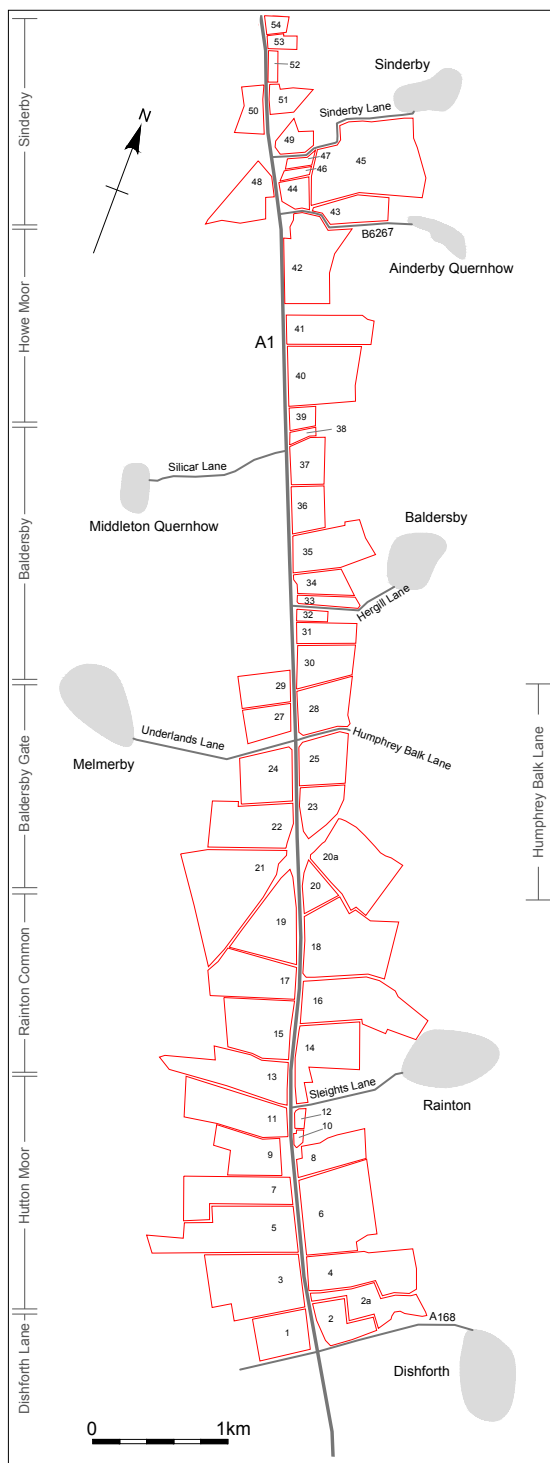 54
53
52
Sinderby
51
50
Sinderby Lane
Sinderby
N
49
47
46
45
48
44
43
B6267
Ainderby Quernhow
42
Howe Moor
41
A1
40
39
38
Silicar Lane
37
Middleton Quernhow
36
Baldersby
35
Baldersby
34
33
Hergill Lane
32
31
30
29
28
27
Underlands Lane
Humphrey Balk Lane
Melmerby
25
24
Baldersby Gate
Humphrey Balk Lane
23
22
20a
21
20
19
18
Rainton Common
17
16
15
14
13
Sleights Lane
Rainton
12
11
10
9
8
Hutton Moor
7
6
5
4
3
2a
2
A168
1
Dishforth Lane
Dishforth
0
1km